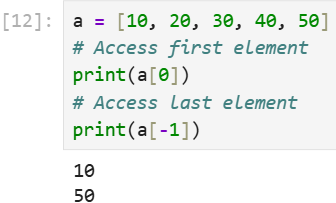 [12]: a = [10, 20, 30, 40, 50]
# Access first element
print(a[0])
# Access last element
print(a[-1])
10
50